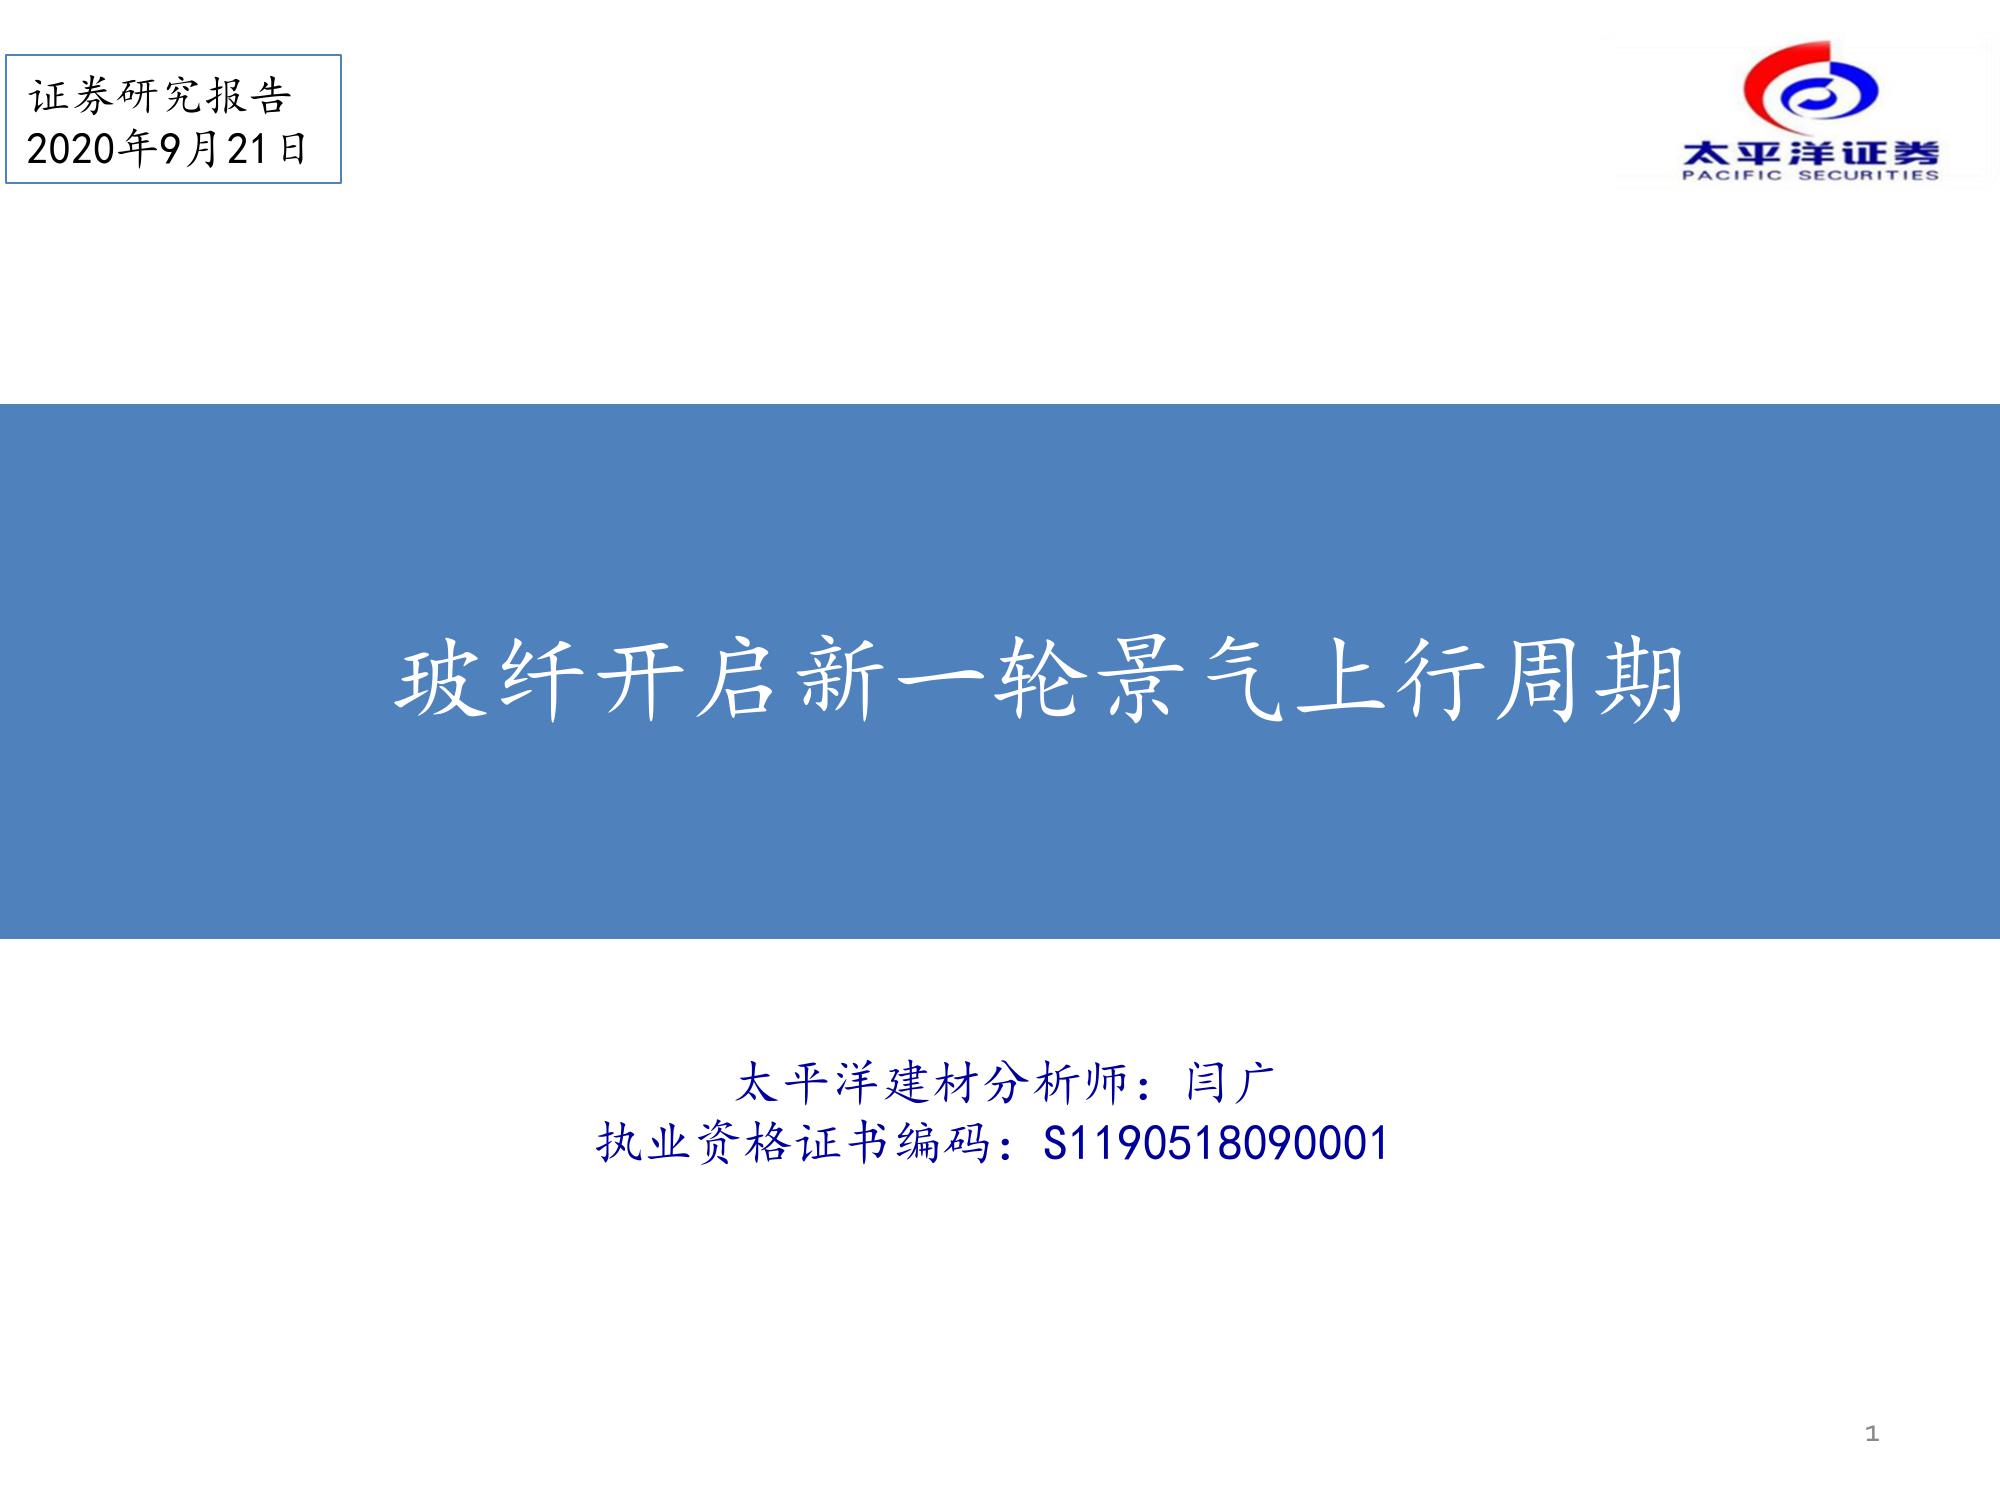 证券研究报告
2020年9月21日
太平洋证券
PACIFIC SECURITIES
玻纤开启新一轮景气上行周期
太平洋建材分析师：闫广
执业资格证书编码：S1190518090001
1